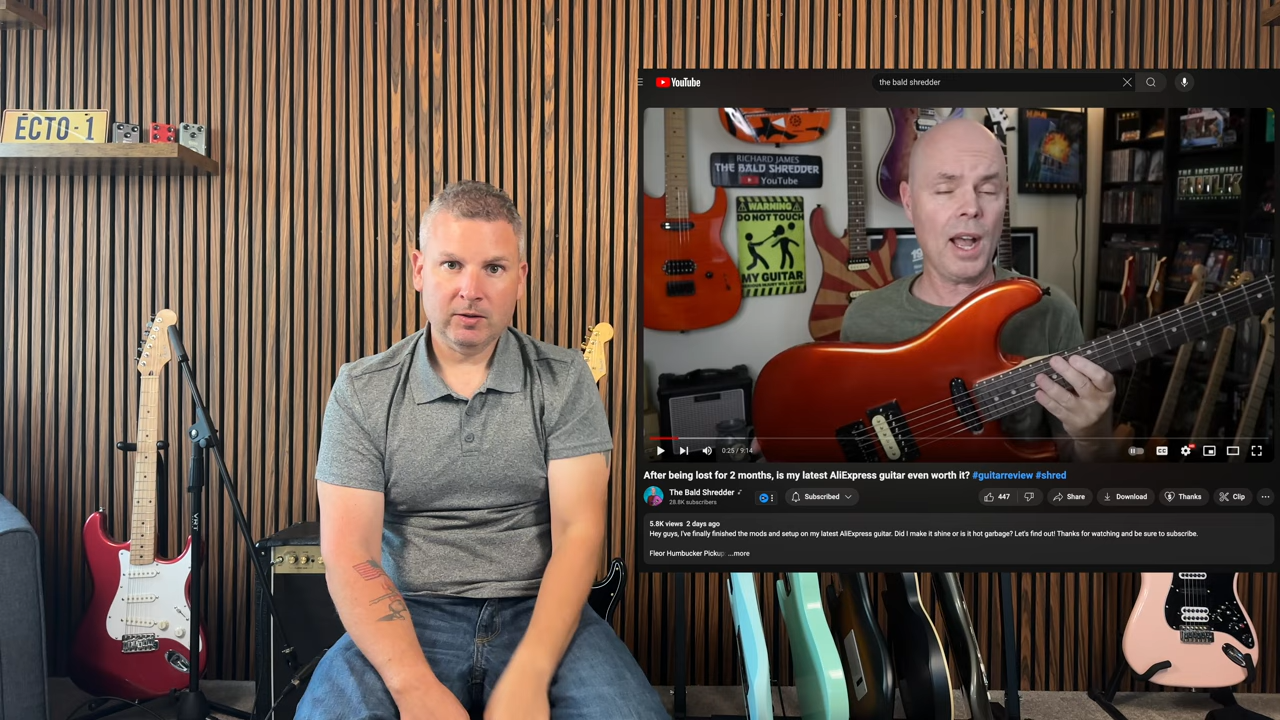 ECTO-1
YouTube
the bald shredder
RICHARD JAMES
THE BALD SHREDDER
YouTube
WARNING
DO NOT TOUCH
MY GUITAR
THE INCREDIBLE
HULK
0:25 / 9:14
After being lost for 2 months, is my latest AliExpress guitar even worth it? #guitarreview #shred
The Bald Shredder
28.8K subscribers
Subscribed
447
Share
Download
Thanks
Clip
5.8K views 2 days ago
Hey guys, I've finally finished the mods and setup on my latest AliExpress guitar. Did I make it shine or is it hot garbage? Let's find out! Thanks for watching and be sure to subscribe.
Fleor Humbucker Pickup: ...more